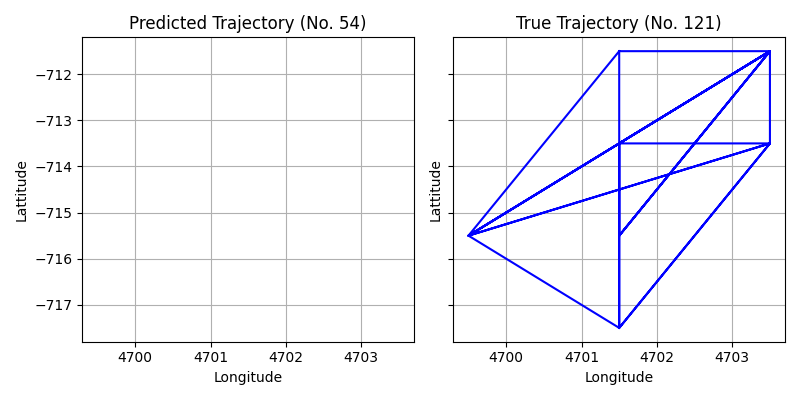 Predicted Trajectory (No. 54)
True Trajectory (No. 121)
Lattitude
−712
−713
−714
−715
−716
−717
4700 4701 4702 4703
Longitude
Lattitude
4700 4701 4702 4703
Longitude